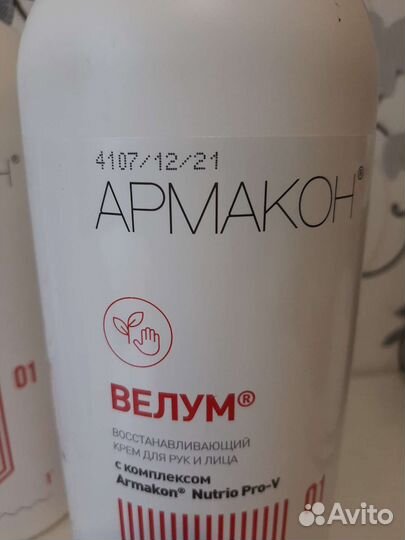 4107/12/21
АРМАКОН®
ВЕЛУМ®
ВОССТАНАВЛИВАЮЩИЙ
КРЕМ ДЛЯ РУК И ЛИЦА
С КОМПЛЕКСОМ
Armakon® Nutrio Pro-V
01
01
Avito